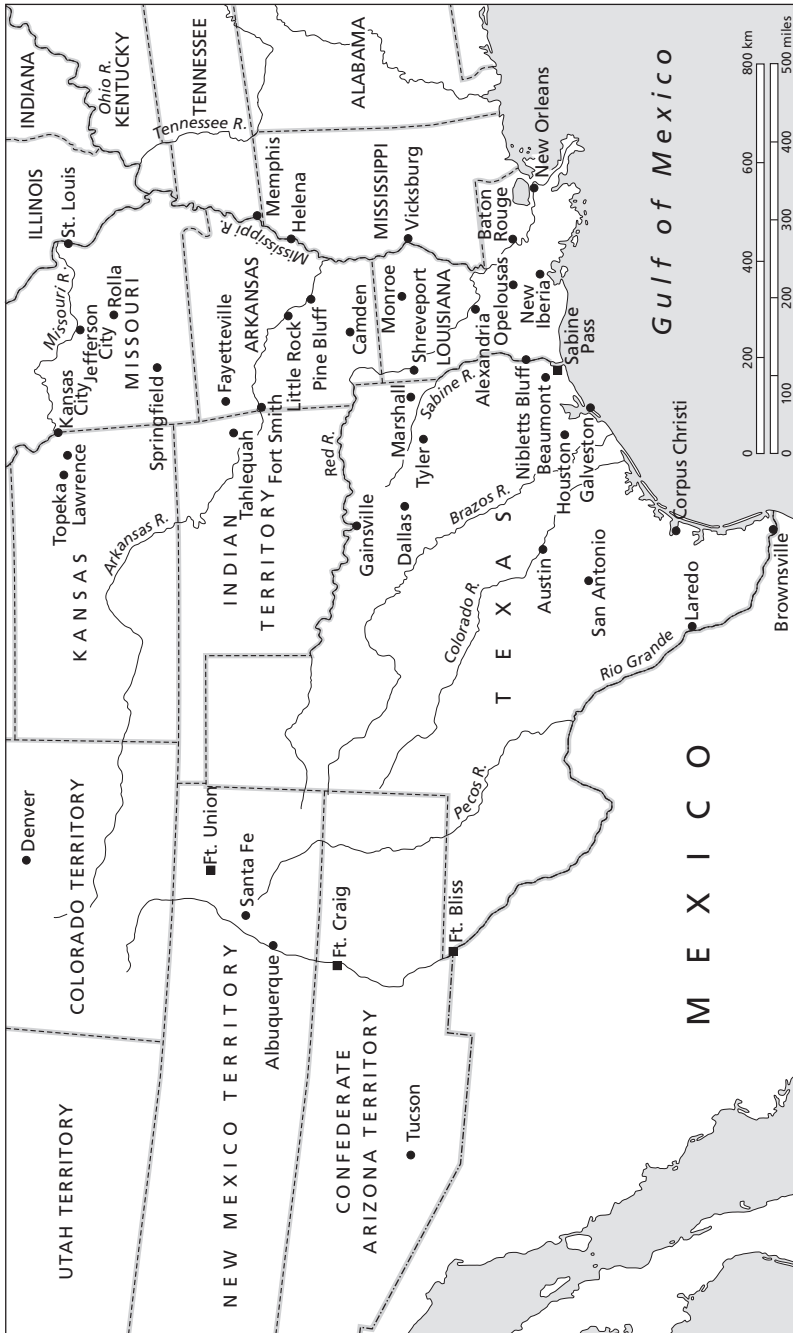 UTAH TERRITORY
COLORADO TERRITORY
Denver
KANSAS
Topeka
Lawrence
Kansas
City
Missouri R.
Jefferson
City
Rolla
MISSOURI
Springfield
ILLINOIS
St. Louis
INDIANA
Ohio R.
KENTUCKY
TENNESSEE
Tennessee R.
ALABAMA
NEW MEXICO TERRITORY
Ft. Union
Santa Fe
Albuquerque
Arkansas R.
INDIAN
TERRITORY
Tahlequah
Fort Smith
Fayetteville
ARKANSAS
Little Rock
Pine Bluff
Camden
Memphis
Helena
Mississippi R.
MISSISSIPPI
Vicksburg
CONFEDERATE
ARIZONA TERRITORY
Tucson
Ft. Craig
Ft. Bliss
Pecos R.
Red R.
Gainsville
Dallas
Marshall
Tyler
Sabine R.
Monroe
Shreveport
LOUISIANA
Alexandria
Opelousas
Baton
Rouge
New
Iberia
New Orleans
TEXAS
Brazos R.
Colorado R.
Austin
San Antonio
Nibletts Bluff
Beaumont
Houston
Galveston
Sabine
Pass
Corpus Christi
Laredo
Brownsville
Rio Grande
MEXICO
Gulf of Mexico
0 200 400 600 800 km
0 100 200 300 400 500 miles